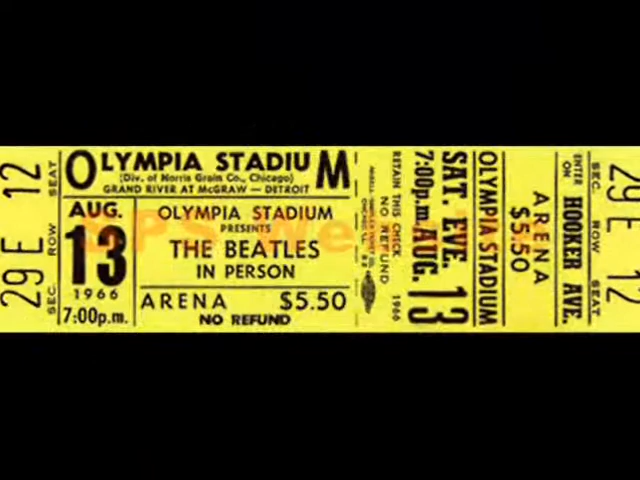 29 E 12
SEC. ROW SEAT
OLYMPIA STADIUM
(Div. of Norris Grain Co., Chicago)
GRAND RIVER AT McGRAW — DETROIT
AUG.
13
1966
7:00p.m.
OLYMPIA STADIUM
PRESENTS
THE BEATLES
IN PERSON
ARENA $5.50
NO REFUND
RETAIN THIS CHECK
NO REFUND
1966
SAT. EVE.
7:00p.m. AUG. 13
OLYMPIA STADIUM
ARENA
$5.50
ENTER ON HOOKER AVE.
SEC. ROW SEAT
29 E 12